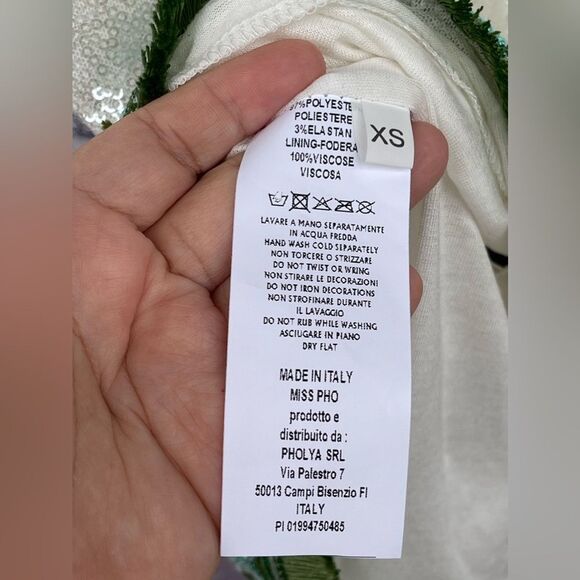 97%POLYESTE
POLIESTERE
3%ELASTAN
LINING-FODERA
100%VISCOSE
VISCOSA
XS
LAVARE A MANO SEPARATAMENTE
IN ACQUA FREDDA
HAND WASH COLD SEPARATELY
NON TORCERE O STRIZZARE
DO NOT TWIST OR WRING
NON STIRARE LE DECORAZIONI
DO NOT IRON DECORATIONS
NON STROFINARE DURANTE
IL LAVAGGIO
DO NOT RUB WHILE WASHING
ASCIUGARE IN PIANO
DRY FLAT
MADE IN ITALY
MISS PHO
prodotto e
distribuito da :
PHOLYA SRL
Via Palestro 7
50013 Campi Bisenzio FI
ITALY
PI 01994750485